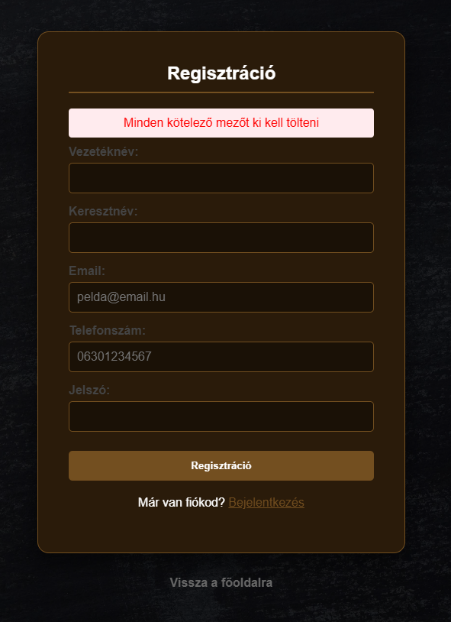 Regisztráció
Minden kötelező mezőt ki kell tölteni
Vezetéknév:
Keresztnév:
Email:
pelda@email.hu
Telefonszám:
06301234567
Jelszó:
Regisztráció
Már van fiókod? Bejelentkezés
Vissza a főoldalra